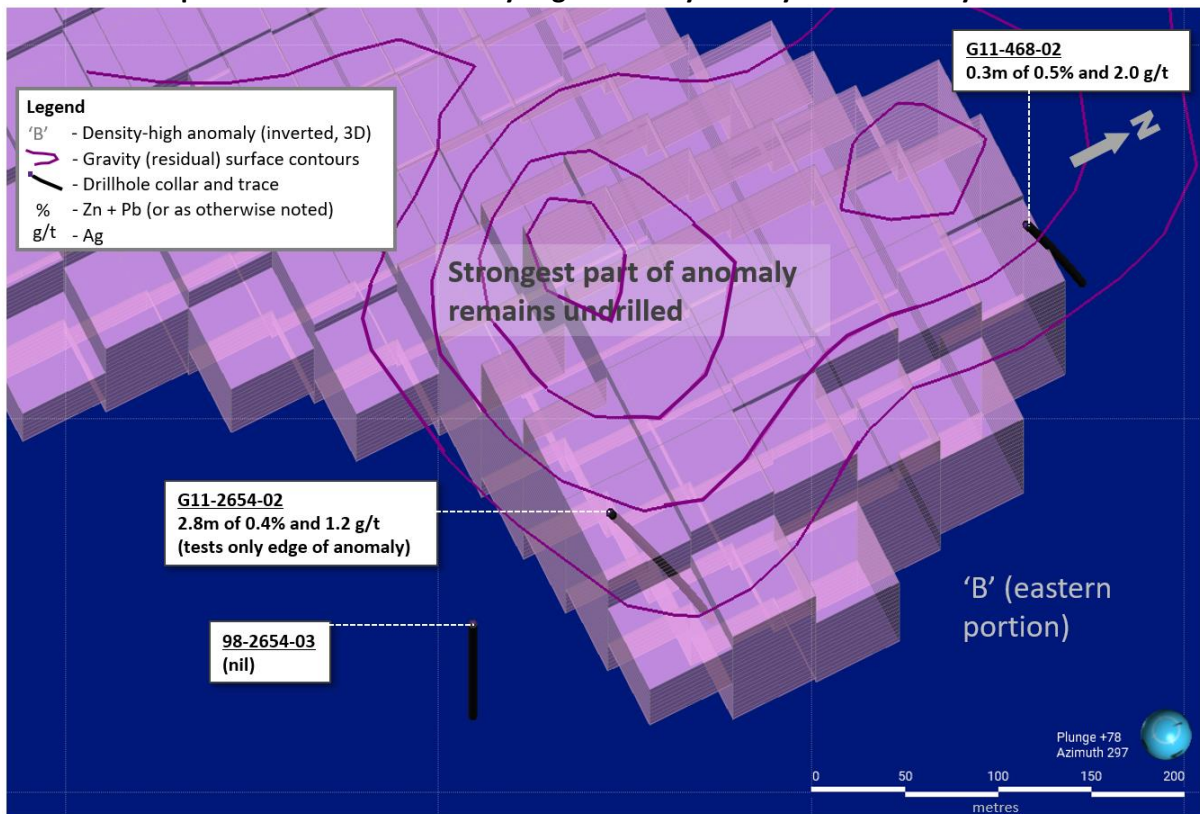 G11-468-02
0.3m of 0.5% and 2.0 g/t
N
Legend
'B' - Density-high anomaly (inverted, 3D)
- Gravity (residual) surface contours
- Drillhole collar and trace
% - Zn + Pb (or as otherwise noted)
g/t - Ag
Strongest part of anomaly
remains undrilled
G11-2654-02
2.8m of 0.4% and 1.2 g/t
(tests only edge of anomaly)
98-2654-03
(nil)
'B' (eastern
portion)
Plunge +78
Azimuth 297
0 50 100 150 200
metres